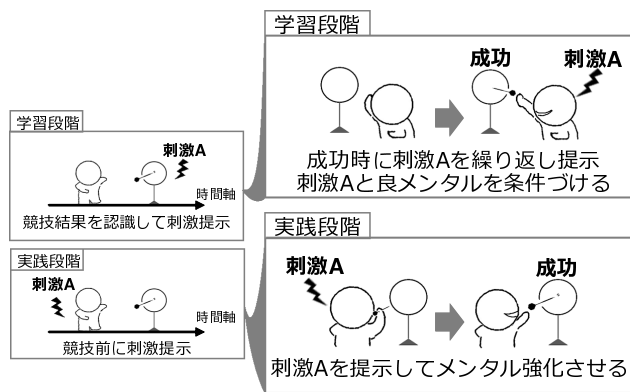 学習段階
成功
刺激A
成功時に刺激Aを繰り返し提示
刺激Aと良メンタルを条件づける
学習段階
刺激A
時間軸
競技結果を認識して刺激提示
実践段階
刺激A
時間軸
競技前に刺激提示
実践段階
刺激A
成功
刺激Aを提示してメンタル強化させる